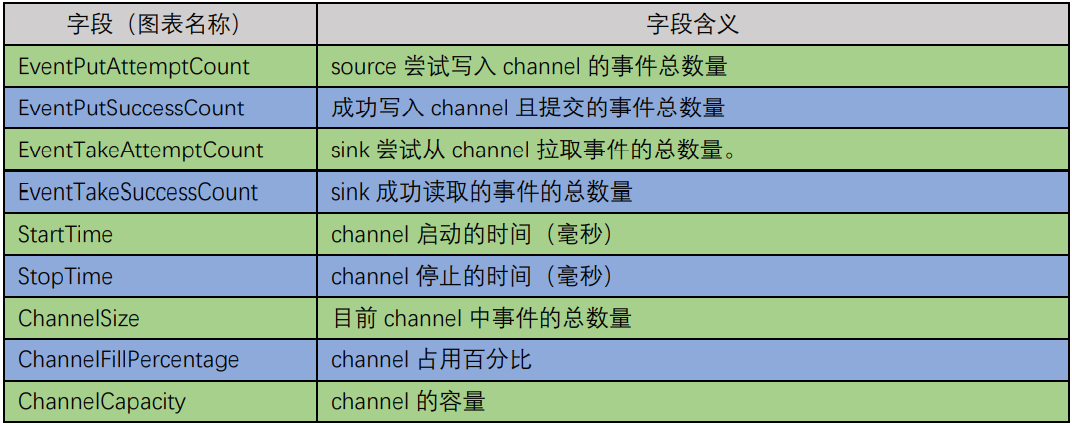 字段（图表名称） 字段含义
EventPutAttemptCount source 尝试写入 channel 的事件总数量
EventPutSuccessCount 成功写入 channel 且提交的事件总数量
EventTakeAttemptCount sink 尝试从 channel 拉取事件的总数量。
EventTakeSuccessCount sink 成功读取的事件的总数量
StartTime channel 启动的时间（毫秒）
StopTime channel 停止的时间（毫秒）
ChannelSize 目前 channel 中事件的总数量
ChannelFillPercentage channel 占用百分比
ChannelCapacity channel 的容量